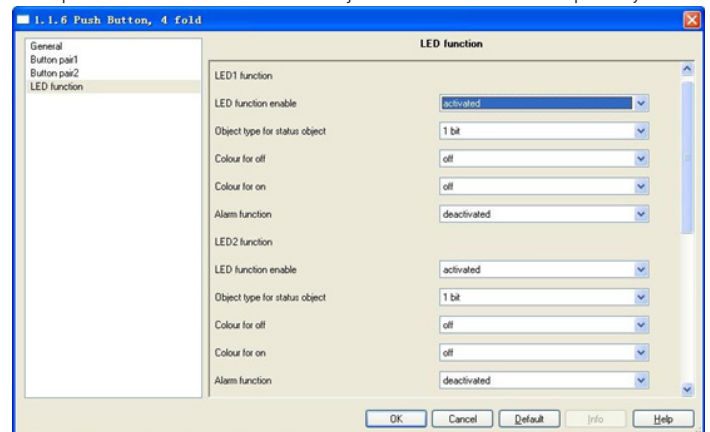 1.1.6 Push Button, 4 fold
General
Button pair1
Button pair2
LED function
LED function
LED1 function
LED function enable activated
Object type for status object 1 bit
Colour for off off
Colour for on off
Alarm function deactivated
LED2 function
LED function enable activated
Object type for status object 1 bit
Colour for off off
Colour for on off
Alarm function deactivated
OK Cancel Default Info Help